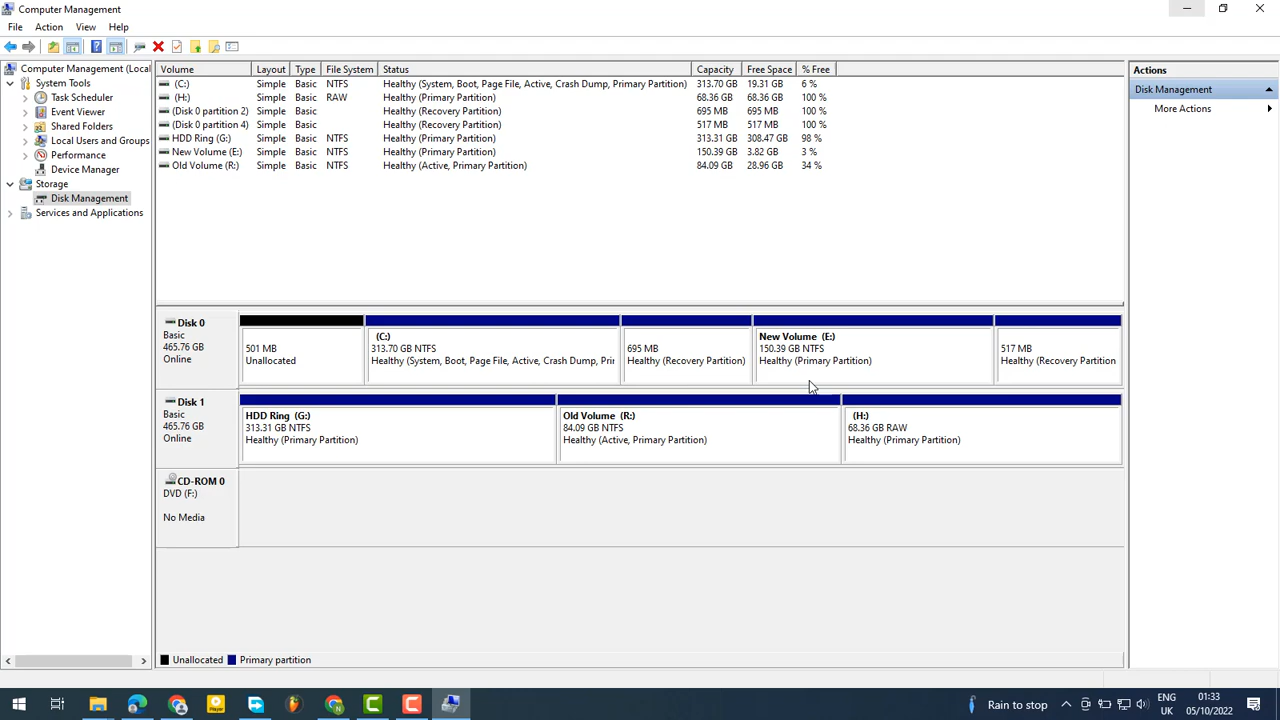 Computer Management
File Action View Help
Computer Management (Local
System Tools
Task Scheduler
Event Viewer
Shared Folders
Local Users and Groups
Performance
Device Manager
Storage
Disk Management
Services and Applications
Volume Layout Type File System Status Capacity Free Space % Free
(C:) Simple Basic NTFS Healthy (System, Boot, Page File, Active, Crash Dump, Primary Partition) 313.70 GB 19.31 GB 6 %
(H:) Simple Basic RAW Healthy (Primary Partition) 68.36 GB 68.36 GB 100 %
(Disk 0 partition 2) Simple Basic Healthy (Recovery Partition) 695 MB 695 MB 100 %
(Disk 0 partition 4) Simple Basic Healthy (Recovery Partition) 517 MB 517 MB 100 %
HDD Ring (G:) Simple Basic NTFS Healthy (Primary Partition) 313.31 GB 308.47 GB 98 %
New Volume (E:) Simple Basic NTFS Healthy (Primary Partition) 150.39 GB 3.82 GB 3 %
Old Volume (R:) Simple Basic NTFS Healthy (Active, Primary Partition) 84.09 GB 28.96 GB 34 %
Disk 0
Basic
465.76 GB
Online
501 MB
Unallocated
(C:)
313.70 GB NTFS
Healthy (System, Boot, Page File, Active, Crash Dump, Pri
695 MB
Healthy (Recovery Partition)
New Volume (E:)
150.39 GB NTFS
Healthy (Primary Partition)
517 MB
Healthy (Recovery Partition
Disk 1
Basic
465.76 GB
Online
HDD Ring (G:)
313.31 GB NTFS
Healthy (Primary Partition)
Old Volume (R:)
84.09 GB NTFS
Healthy (Active, Primary Partition)
(H:)
68.36 GB RAW
Healthy (Primary Partition)
CD-ROM 0
DVD (F:)
No Media
Unallocated Primary partition
Actions
Disk Management
More Actions
Player
Rain to stop
ENG
UK
01:33
05/10/2022